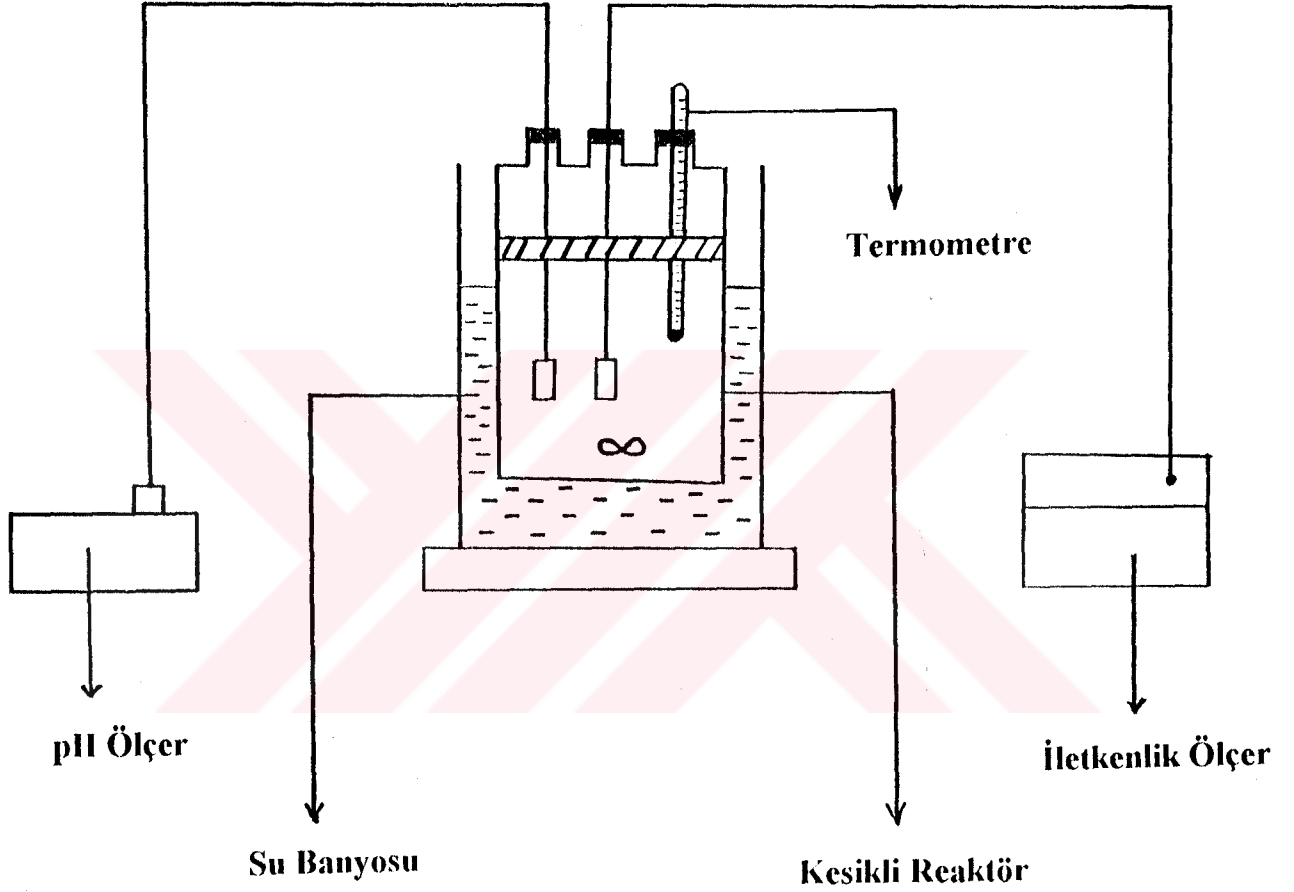 Termometre
pH Ölçer
İletkenlik Ölçer
Su Banyosu
Kesikli Reaktör